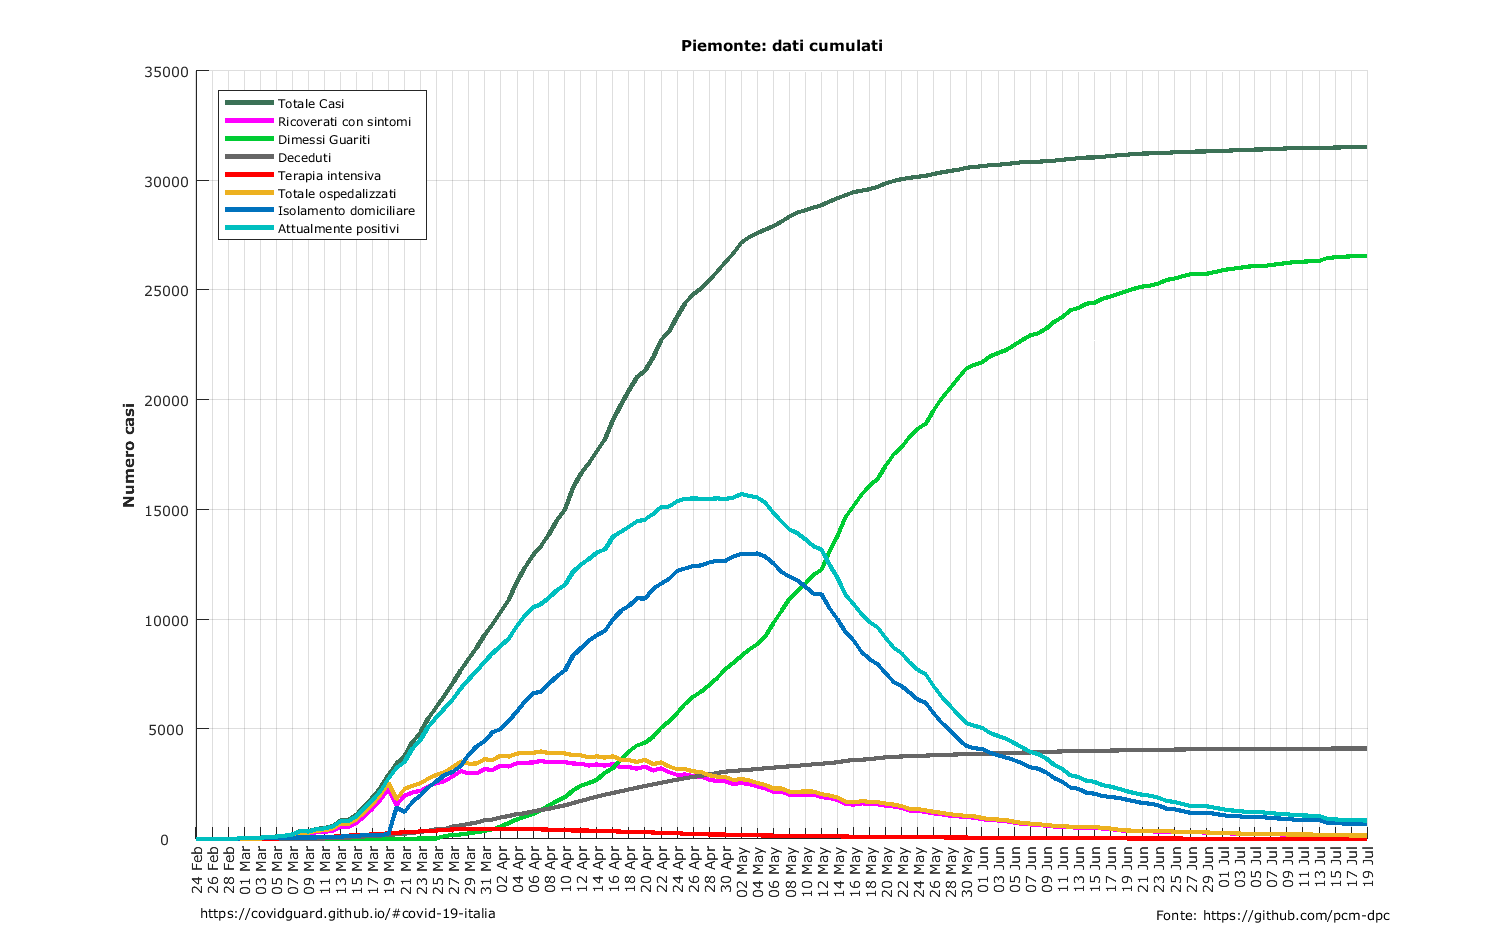 Piemonte: dati cumulati
Numero casi
35000
30000
25000
20000
15000
10000
5000
0
Totale Casi
Ricoverati con sintomi
Dimessi Guariti
Deceduti
Terapia intensiva
Totale ospedalizzati
Isolamento domiciliare
Attualmente positivi
24 Feb
26 Feb
28 Feb
01 Mar
03 Mar
05 Mar
07 Mar
09 Mar
11 Mar
13 Mar
15 Mar
17 Mar
19 Mar
21 Mar
23 Mar
25 Mar
27 Mar
29 Mar
31 Mar
02 Apr
04 Apr
06 Apr
08 Apr
10 Apr
12 Apr
14 Apr
16 Apr
18 Apr
20 Apr
22 Apr
24 Apr
26 Apr
28 Apr
30 Apr
02 May
04 May
06 May
08 May
10 May
12 May
14 May
16 May
18 May
20 May
22 May
24 May
26 May
28 May
30 May
01 Jun
03 Jun
05 Jun
07 Jun
09 Jun
11 Jun
13 Jun
15 Jun
17 Jun
19 Jun
21 Jun
23 Jun
25 Jun
27 Jun
29 Jun
01 Jul
03 Jul
05 Jul
07 Jul
09 Jul
11 Jul
13 Jul
15 Jul
17 Jul
19 Jul
https://covidguard.github.io/#covid-19-italia
Fonte: https://github.com/pcm-dpc